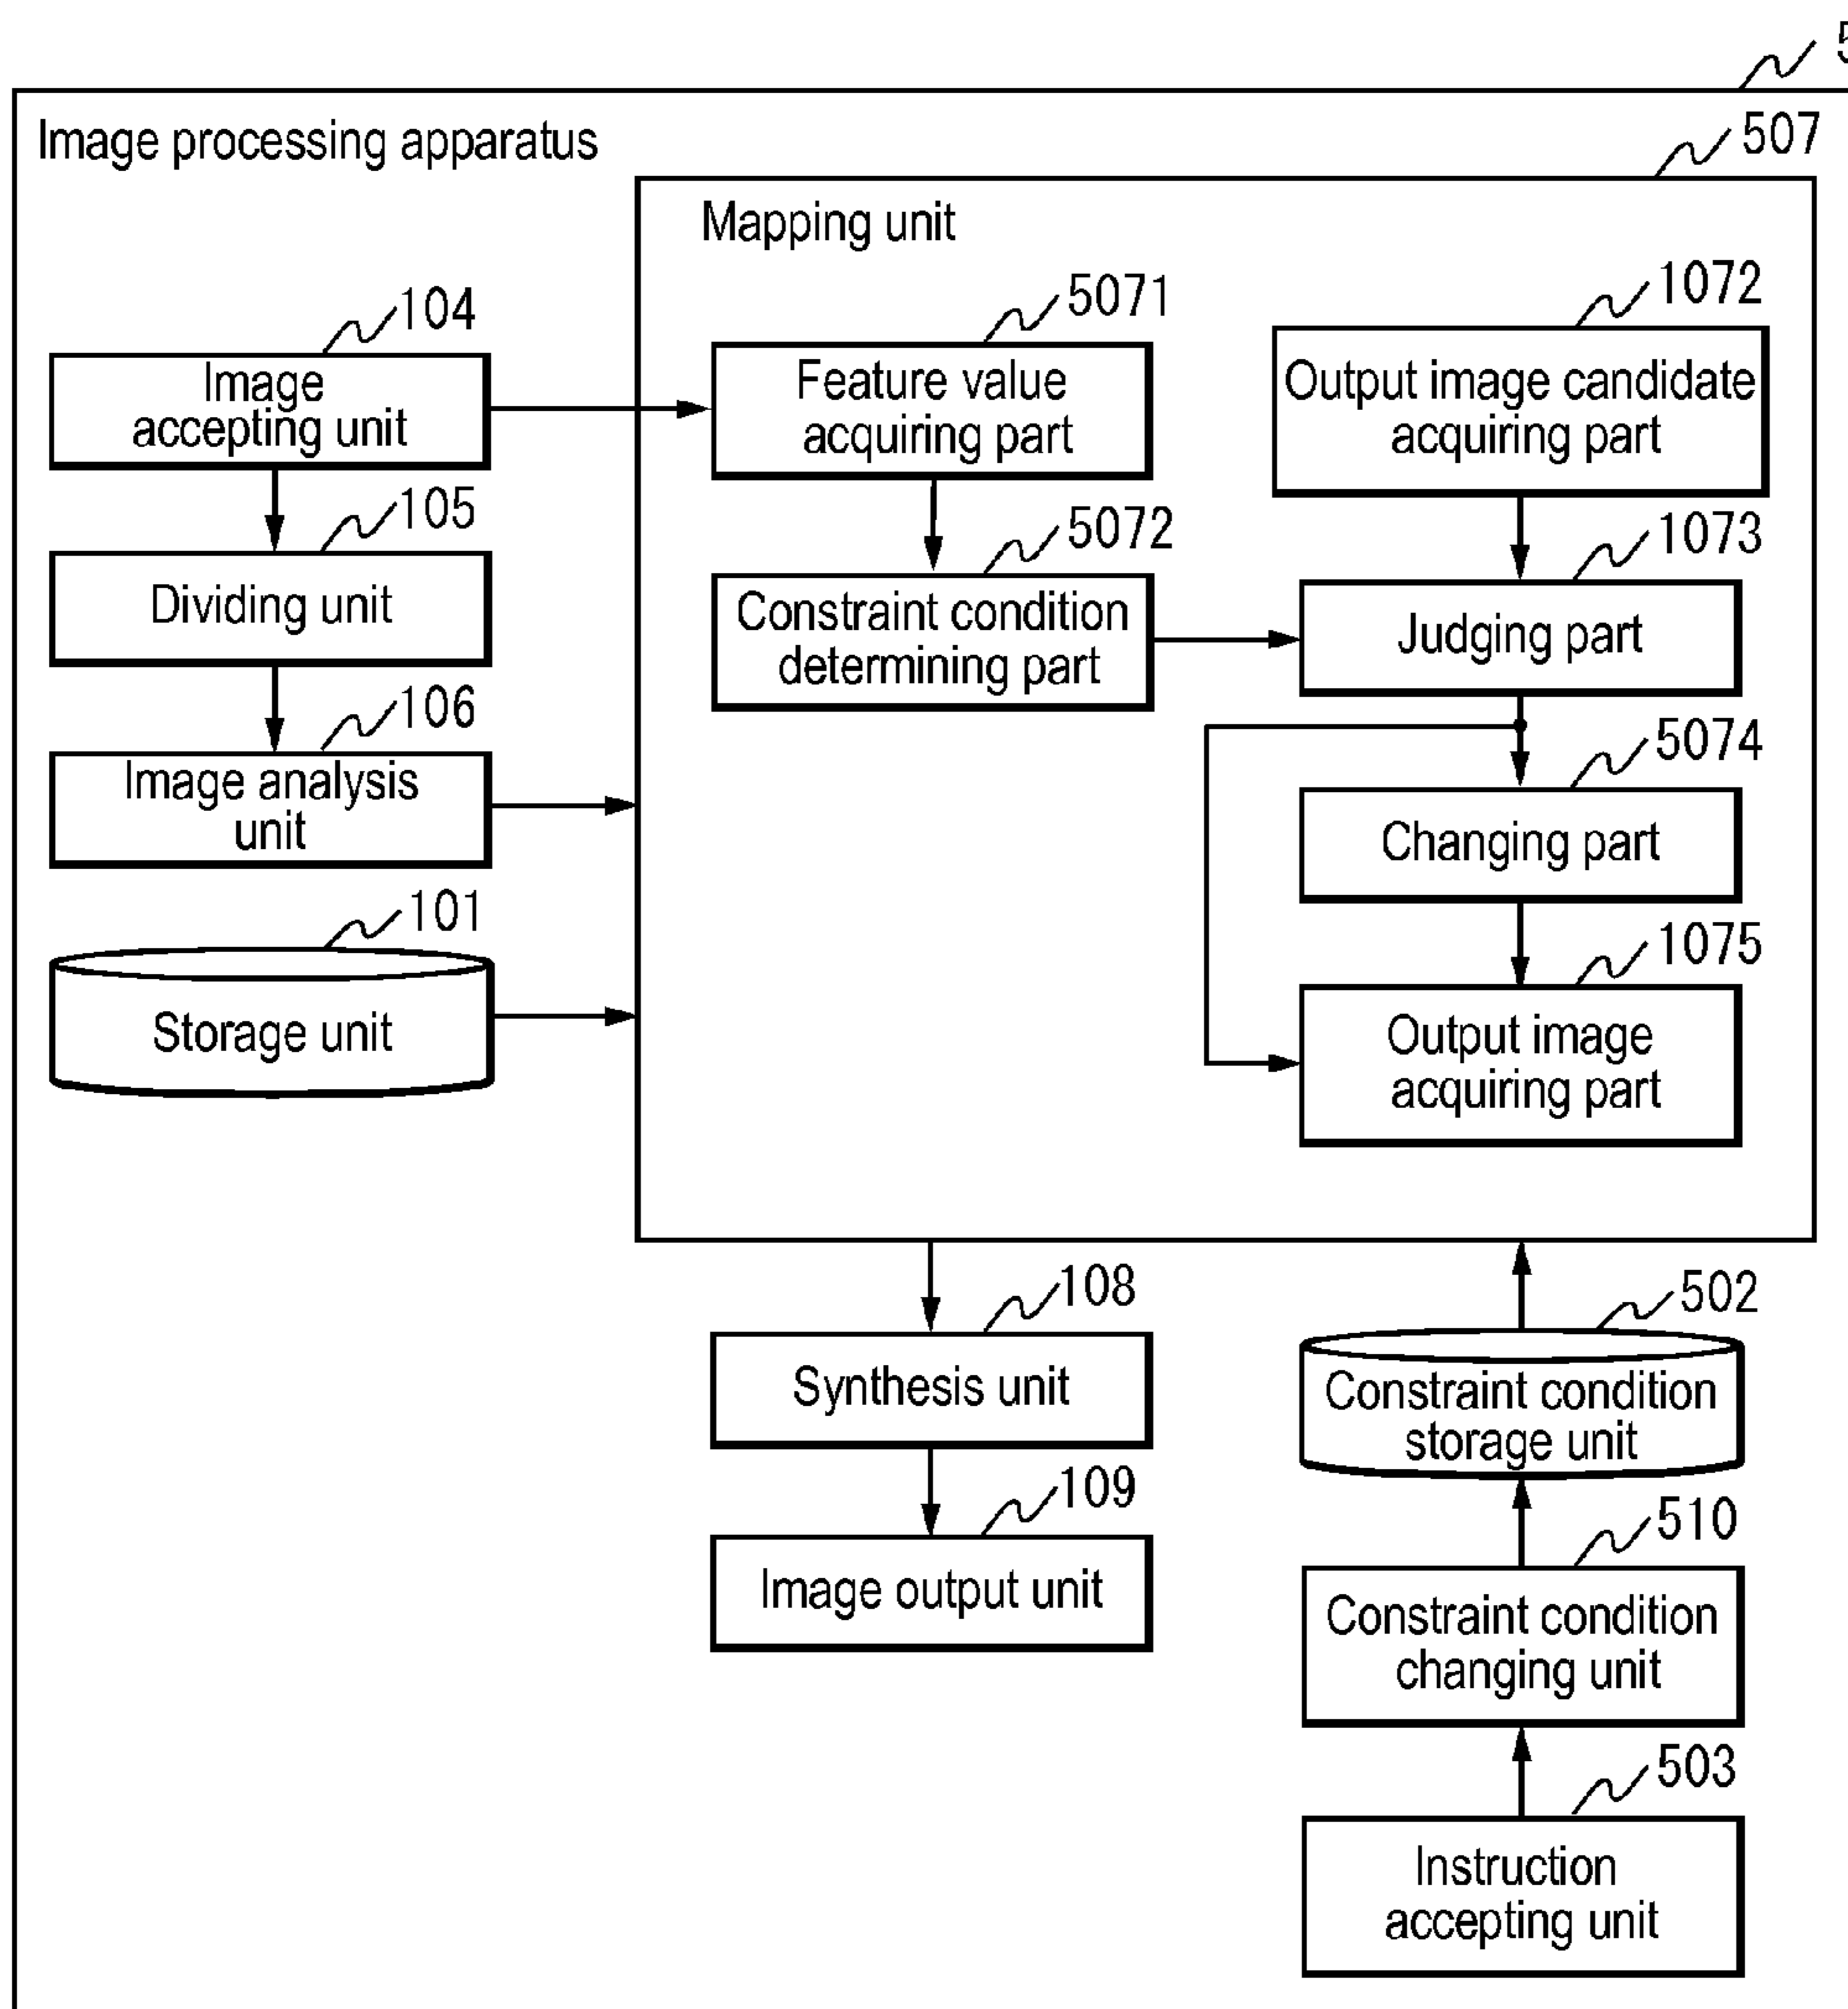 5
Image processing apparatus
507
Mapping unit
104
Image
accepting unit
105
Dividing unit
106
Image analysis
unit
101
Storage unit
5071
Feature value
acquiring part
5072
Constraint condition
determining part
1072
Output image candidate
acquiring part
1073
Judging part
5074
Changing part
1075
Output image
acquiring part
108
Synthesis unit
109
Image output unit
502
Constraint condition
storage unit
510
Constraint condition
changing unit
503
Instruction
accepting unit